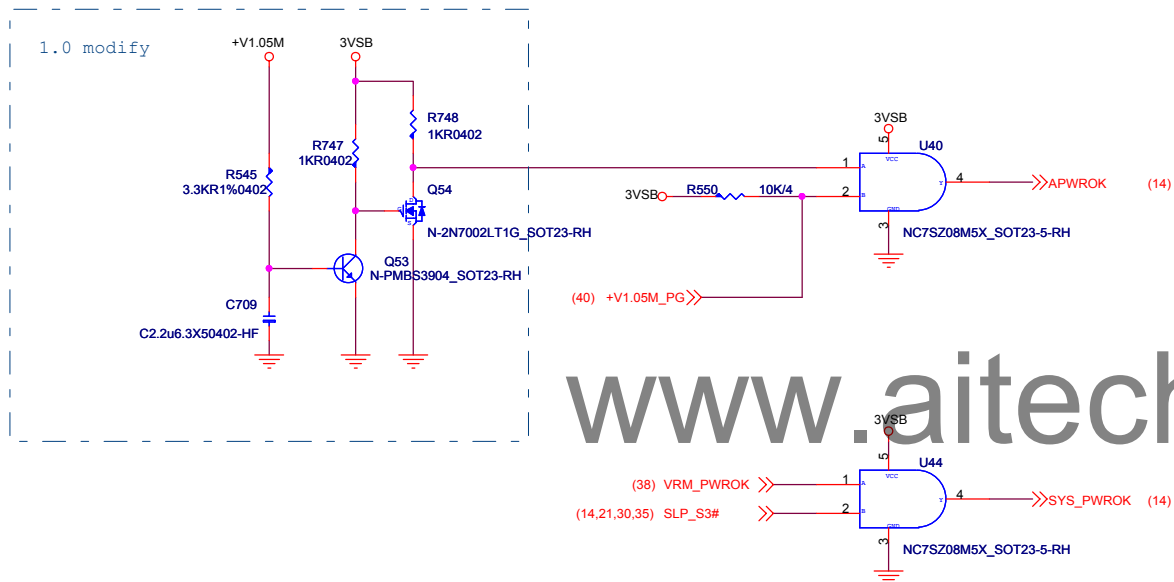 1.0 modify
+V1.05M
3VSB
R748
1KR0402
R747
1KR0402
R545
3.3KR1%0402
Q54
D
G
S
N-2N7002LT1G_SOT23-RH
Q53
N-PMBS3904_SOT23-RH
C709
C2.2u6.3X50402-HF
3VSB
5
U40
VCC
1
A
2
B
Y
4
GND
3
APWROK (14)
NC7SZ08M5X_SOT23-5-RH
3VSB
R550
10K/4
(40) +V1.05M_PG
www.aitech
3VSB
5
U44
VCC
(38) VRM_PWROK
1
A
(14,21,30,35) SLP_S3#
2
B
Y
4
GND
3
SYS_PWROK (14)
NC7SZ08M5X_SOT23-5-RH